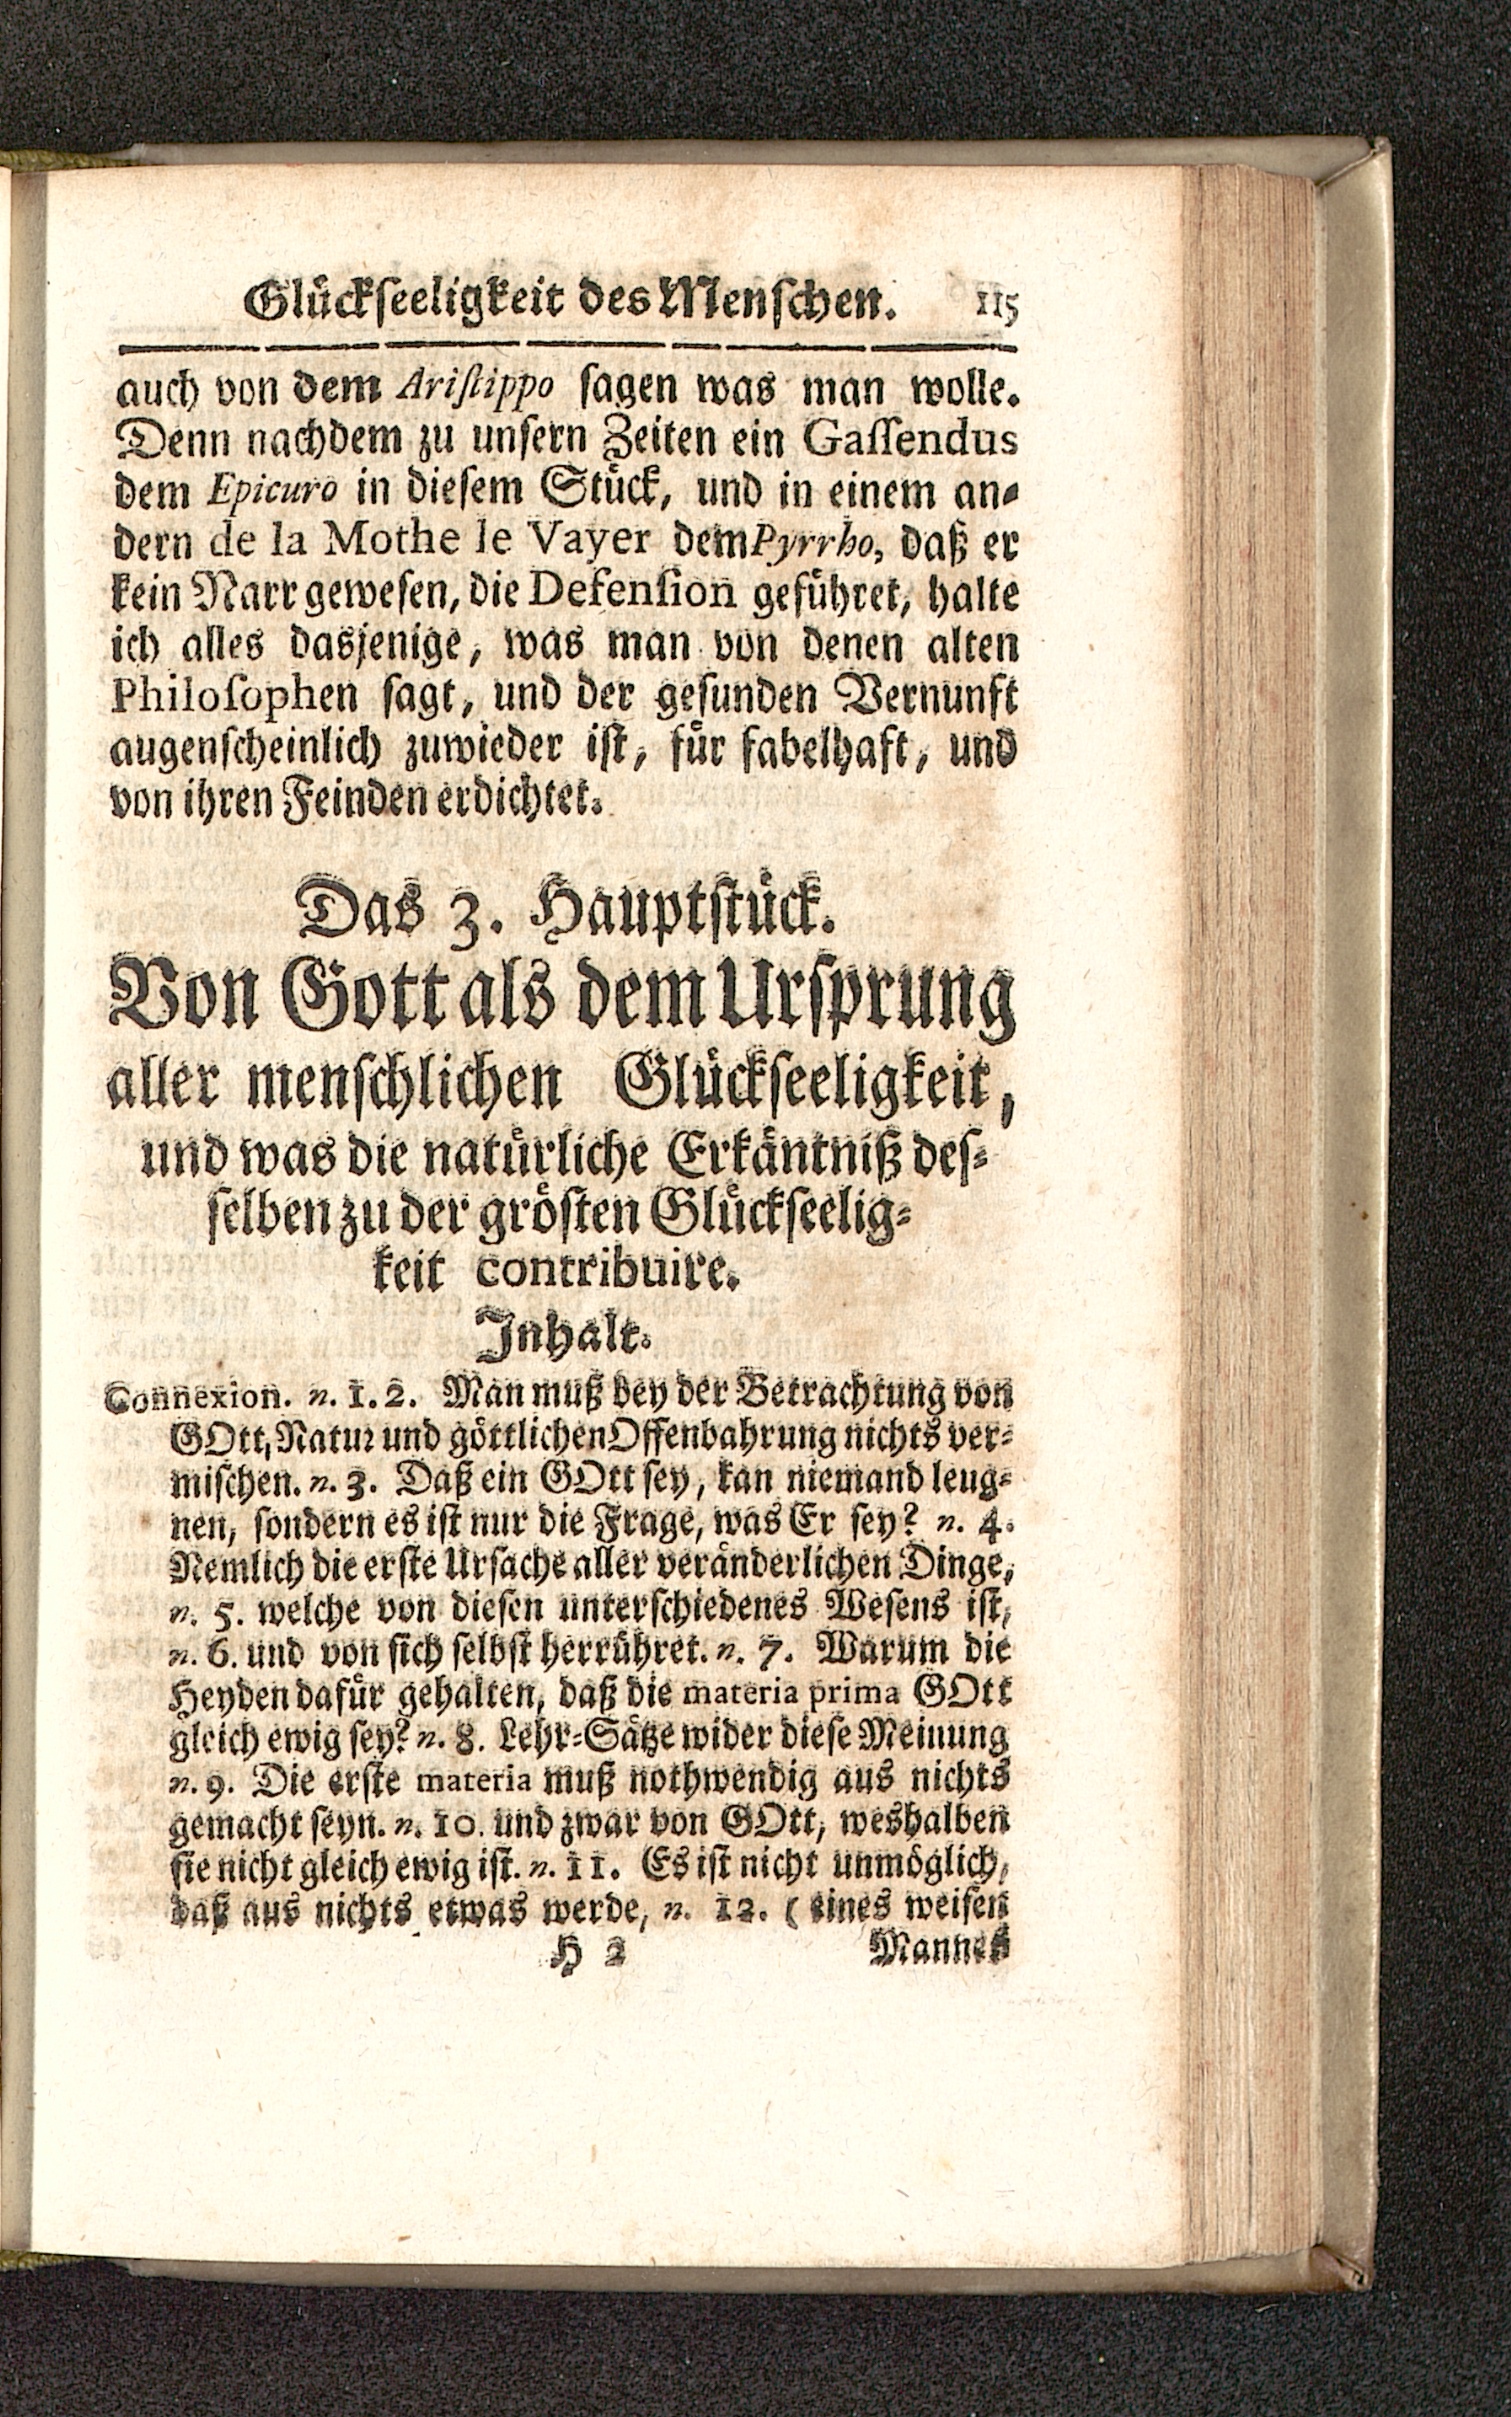 Glückseeligkeit des Menschen. 115
auch von dem Aristippo sagen was man wolle.
Denn nachdem zu unsern Zeiten ein Gassendus
dem Epicuro in diesem Stück, und in einem an-
dern de la Mothe le Vayer dem Pyrrho, daß er
kein Narr gewesen, die Defension geführet, halte
ich alles dasjenige, was man von denen alten
Philosophen sagt, und der gesunden Vernunft
augenscheinlich zuwieder ist, für fabelhaft, und
von ihren Feinden erdichtet.
Das 3. Hauptstück.
Von Gott als dem Ursprung
aller menschlichen Glückseeligkeit,
und was die natürliche Erkäntniß des-
selben zu der grösten Glückseelig-
keit contribuire.
Inhalt.
Connexion. n. 1. 2. Man muß bey der Betrachtung von
GOtt, Natur und göttlichen Offenbahrung nichts ver-
mischen. n. 3. Daß ein GOtt sey, kan niemand leug-
nen, sondern es ist nur die Frage, was Er sey? n. 4.
Nemlich die erste Ursache aller veränderlichen Dinge,
n. 5. welche von diesen unterschiedenes Wesens ist,
n. 6. und von sich selbst herrühret. n. 7. Warum die
Heyden dafür gehalten, daß die materia prima GOtt
gleich ewig sey? n. 8. Lehr-Sätze wider diese Meinung
n. 9. Die erste materia muß nothwendig aus nichts
gemacht seyn. n. 10. und zwar von GOtt, weshalben
sie nicht gleich ewig ist. n. 11. Es ist nicht unmöglich,
daß aus nichts etwas werde, n. 12. ( eines weisen
H 2 Mannes